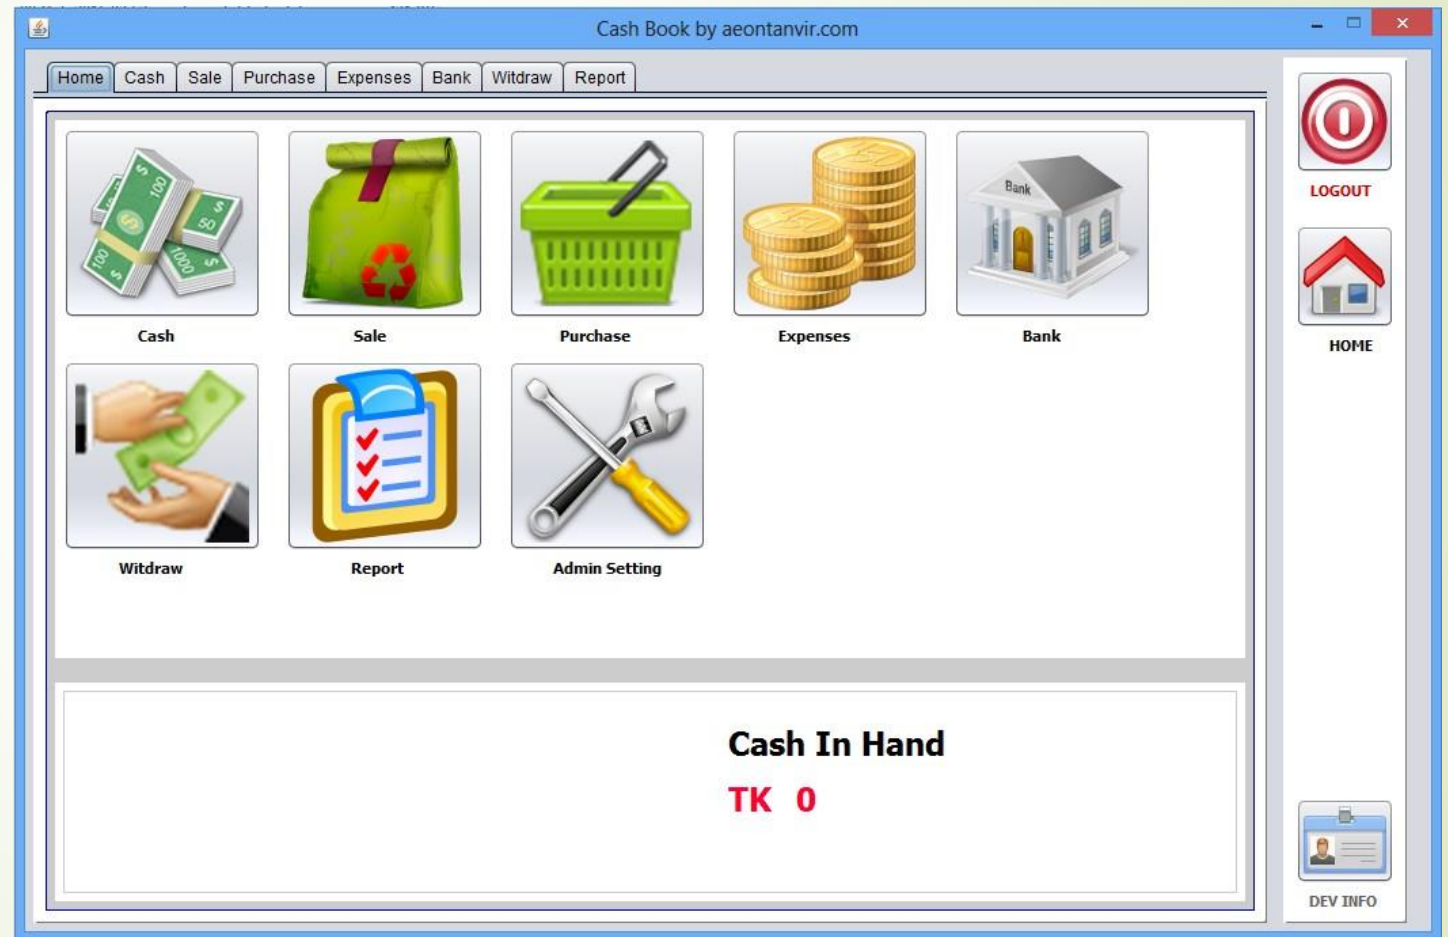 Cash Book by aeontanvir.com
Home Cash Sale Purchase Expenses Bank Witdraw Report
LOGOUT
HOME
Bank
Cash Sale Purchase Expenses Bank
Witdraw Report Admin Setting
Cash In Hand
TK 0
DEV INFO